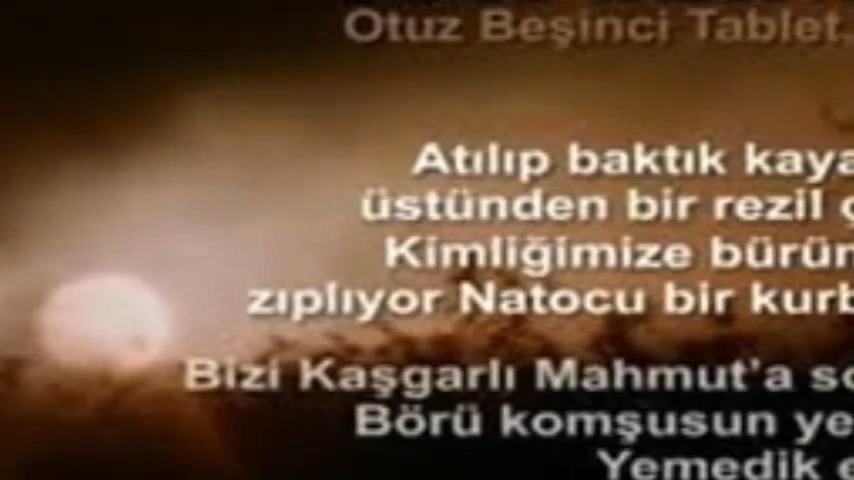 Otuz Beşinci Tablet,
Atılıp baktık kaya
üstünden bir rezil
Kimliğimize bürün
zıplıyor Natocu bir kurb
Bizi Kaşgarlı Mahmut'a so
Börü komşusun ye
Yemedik e